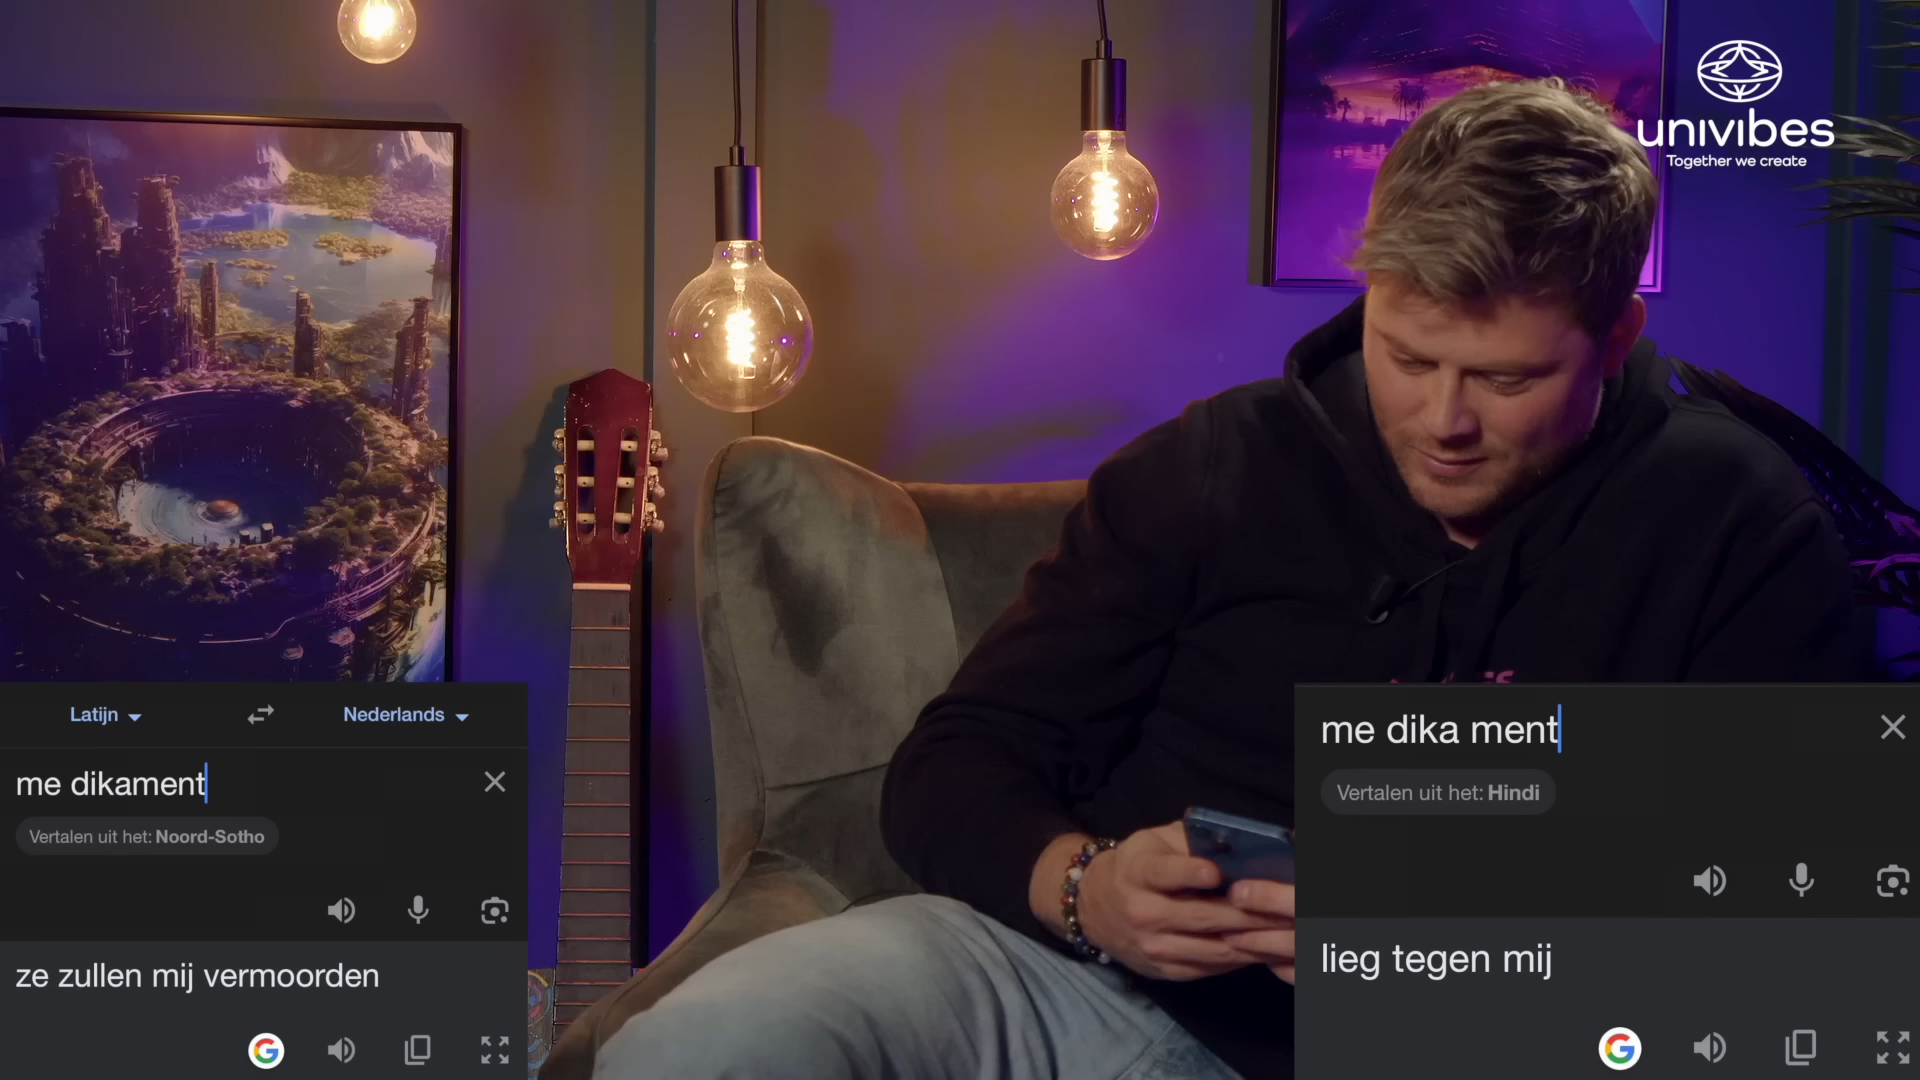 univibes
Together we create
Latijn
Nederlands
me dikament
Vertalen uit het: Noord-Sotho
ze zullen mij vermoorden
me dika ment
Vertalen uit het: Hindi
lieg tegen mij